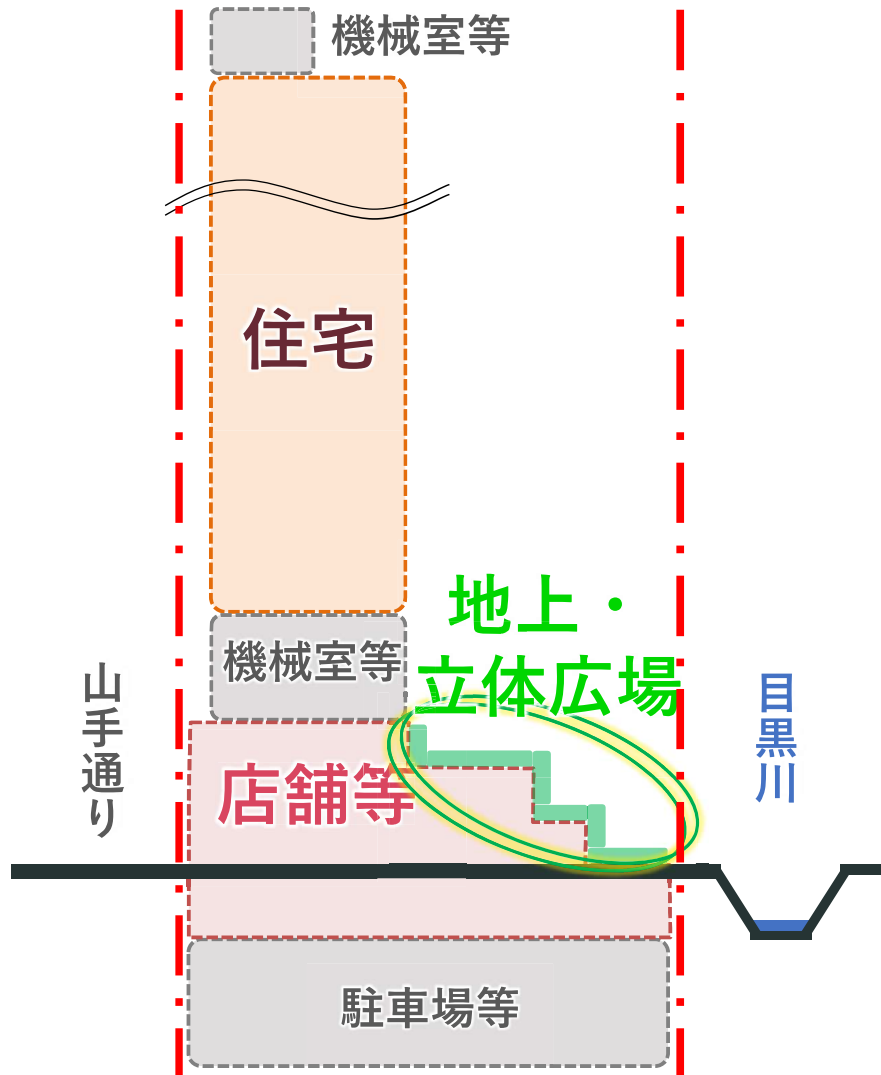 機械室等
住宅
地上・
立体広場
機械室等
山手通り
目黒川
店舗等
駐車場等